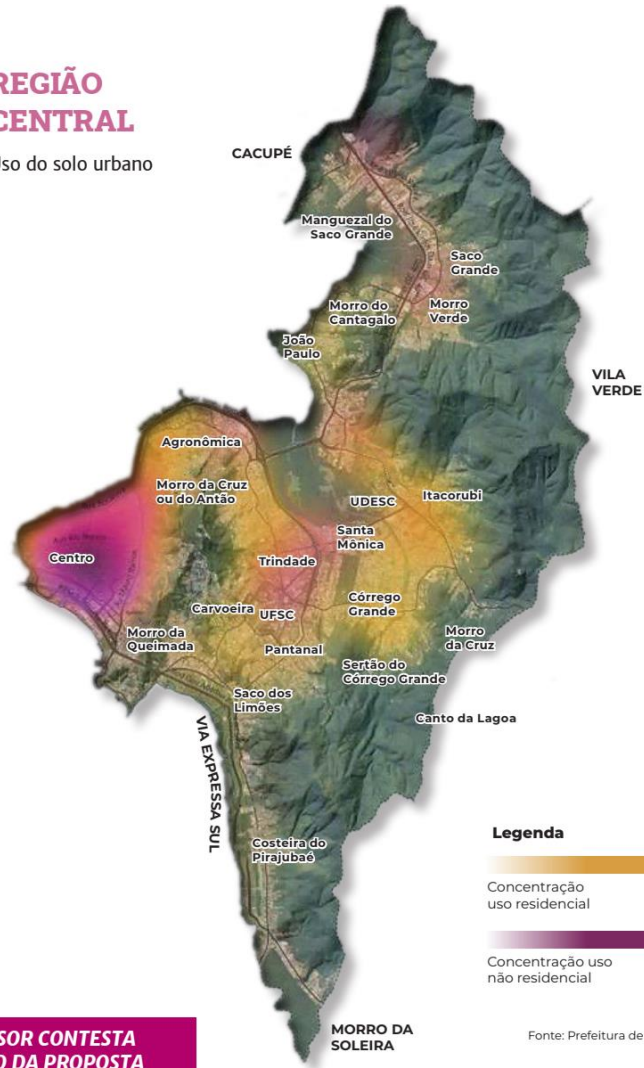 REGIÃO
CENTRAL
Uso do solo urbano
CACUPÉ
Manguezal do
Saco Grande
Saco
Grande
Morro do
Cantagalo
Morro
Verde
João
Paulo
VILA
VERDE
Agronômica
Morro da Cruz
ou do Antão
UDESC
Itacorubi
Santa
Mônica
Centro
Trindade
Córrego
Grande
Carvoeira
UFSC
Morro da
Queimada
Pantanal
Morro
da Cruz
Sertão do
Córrego Grande
Saco dos
Limões
Canto da Lagoa
VIA EXPRESSA SUL
Costeira do
Pirajubaé
Legenda
Concentração
uso residencial
Concentração uso
não residencial
MORRO DA
SOLEIRA
Fonte: Prefeitura de
SOR CONTESTA
O DA PROPOSTA